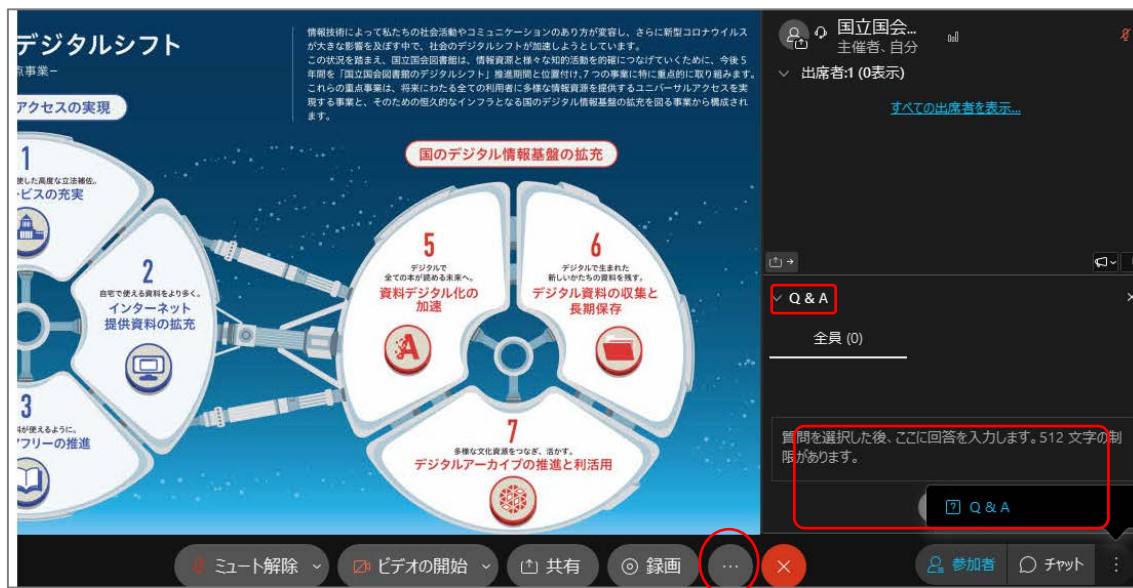 デジタルシフト
点事業－
情報技術によって私たちの社会活動やコミュニケーションのあり方が変容し、さらに新型コロナウイルス
が大きな影響を及ぼす中で、社会のデジタルシフトが加速しようとしています。
この状況を踏まえ、国立国会図書館は、情報資源と様々な知的活動を的確につなげていくために、今後5
年間を「国立国会図書館のデジタルシフト」推進期間と位置付け、7つの事業に特に重点的に取り組みます。
これらの重点事業は、将来にわたる全ての利用者に多様な情報資源を提供するユニバーサルアクセスを実
現する事業と、そのための恒久的なインフラとなる国のデジタル情報基盤の拡充を図る事業から構成され
ます。
アクセスの実現
1
使した高度な立法補佐。
ービスの充実
2
自宅で使える資料をより多く。
インターネット
提供資料の拡充
3
料が使えるように。
アフリーの推進
国のデジタル情報基盤の拡充
5
デジタルで
全ての本が読める未来へ。
資料デジタル化の
加速
A
6
デジタルで生まれた
新しいかたちの資料を残す。
デジタル資料の収集と
長期保存
7
多様な文化資源をつなぎ、活かす。
デジタルアーカイブの推進と利活用
国立国会...
主催者、自分
出席者:1 (0表示)
すべての出席者を表示...
Q & A
全員 (0)
質問を選択した後、ここに回答を入力します。512 文字の制
限があります。
? Q & A
ミュート解除
ビデオの開始
共有
録画
参加者
チャット